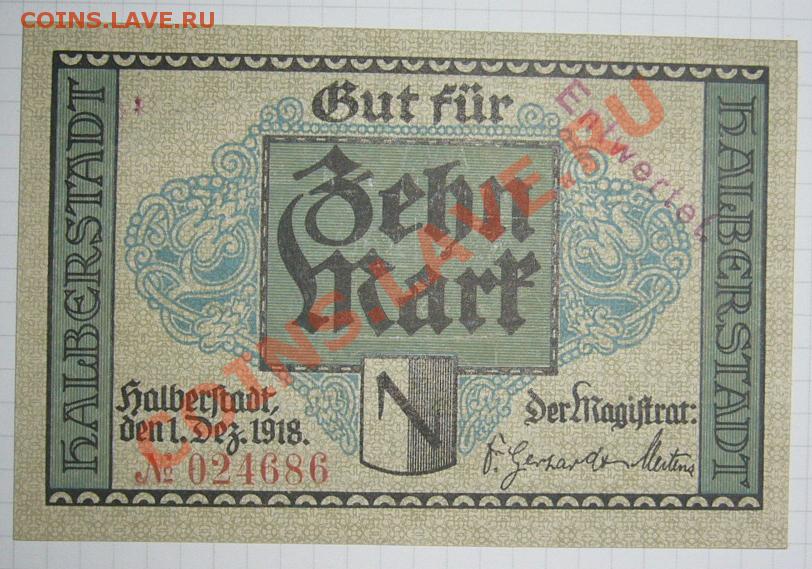 COINS.LAVE.RU
Gut für
Entwertet
HALBERSTADT
HALBERSTADT
Zehn
Mark
Halberstadt,
den 1. Dez. 1918.
Der Magistrat:
№ 024686
Mertens
COINS.LAVE.RU